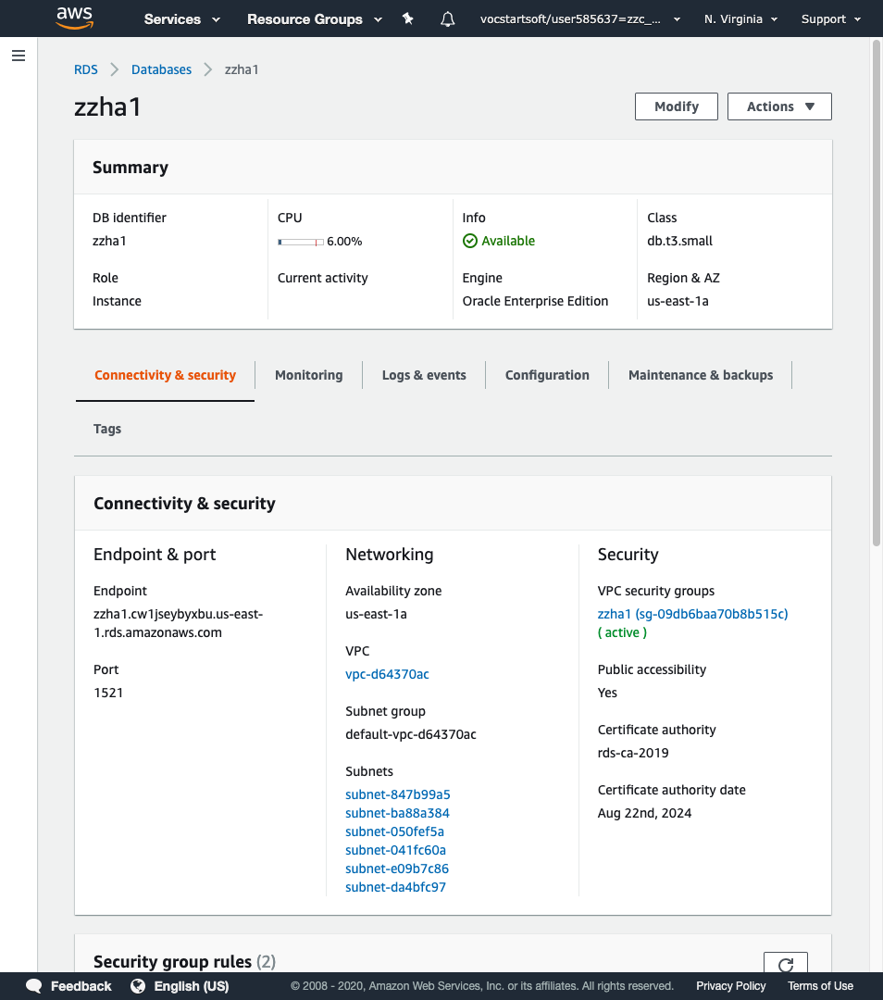 aws Services Resource Groups vocstartsoft/user585637=zzc_... N. Virginia Support
RDS Databases zzha1
zzha1
Modify Actions
Summary
DB identifier CPU Info Class
zzha1 6.00% Available db.t3.small
Role Current activity Engine Region & AZ
Instance Oracle Enterprise Edition us-east-1a
Connectivity & security Monitoring Logs & events Configuration Maintenance & backups
Tags
Connectivity & security
Endpoint & port
Endpoint
zzha1.cw1jseybyxbu.us-east-
1.rds.amazonaws.com
Port
1521
Networking
Availability zone
us-east-1a
VPC
vpc-d64370ac
Subnet group
default-vpc-d64370ac
Subnets
subnet-847b99a5
subnet-ba88a384
subnet-050fef5a
subnet-041fc60a
subnet-e09b7c86
subnet-da4bfc97
Security
VPC security groups
zzha1 (sg-09db6baa70b8b515c)
( active )
Public accessibility
Yes
Certificate authority
rds-ca-2019
Certificate authority date
Aug 22nd, 2024
Security group rules (2)
Feedback English (US) © 2008 - 2020, Amazon Web Services, Inc. or its affiliates. All rights reserved. Privacy Policy Terms of Use